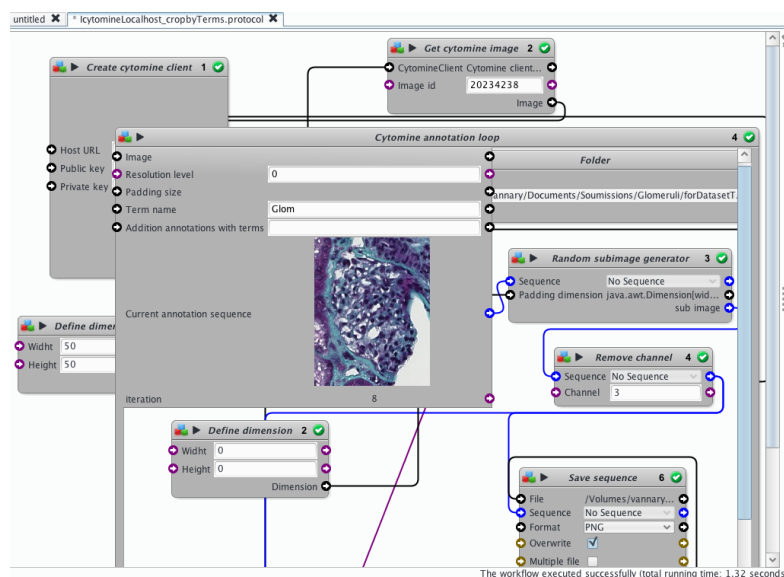 untitled
* IcytomineLocalhost_cropbyTerms.protocol
Get cytomine image 2
CytomineClient Cytomine client...
Image id 20234238
Image
Create cytomine client 1
Host URL
Public key
Private key
Cytomine annotation loop 4
Image
Resolution level 0
Padding size
Term name Glom
Addition annotations with terms
Current annotation sequence
iteration 8
Folder
annary/Documents/Soumissions/Glomeruli/forDatasetT.
Random subimage generator 3
Sequence No Sequence
Padding dimension java.awt.Dimension[wid...
sub image
Define dimer
Widht 50
Height 50
Remove channel 4
Sequence No Sequence
Channel 3
Define dimension 2
Widht 0
Height 0
Dimension
Save sequence 6
File /Volumes/vannary...
Sequence No Sequence
Format PNG
Overwrite
Multiple file
The workflow executed successfully (total running time: 1.32 seconds